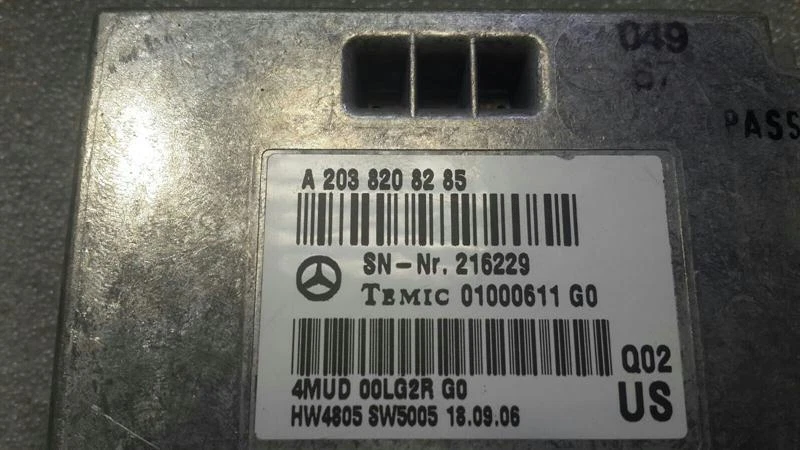 049
67
PASS
A 203 820 82 85
SN-Nr. 216229
TEMIC 01000611 G0
4MUD 00LG2R G0
Q02
HW4805 SW5005 18.09.06
US